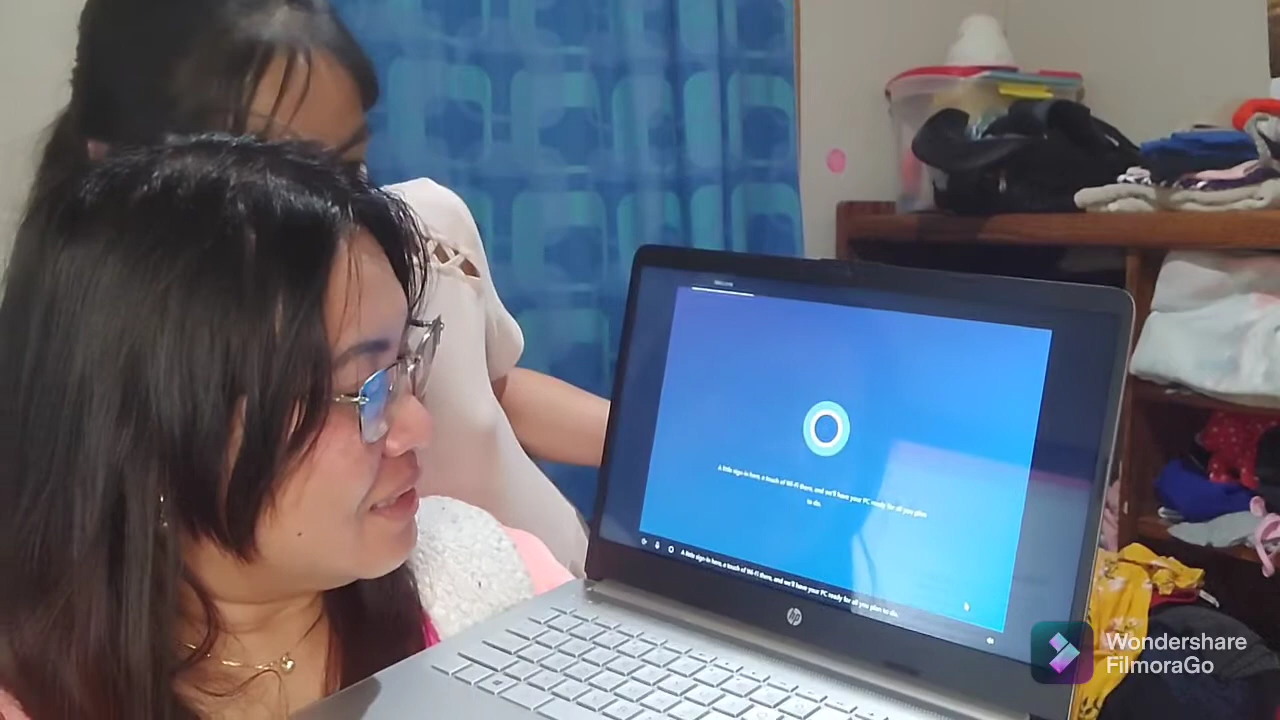 A little sign-in here, a touch of Wi-Fi there, and we'll have your PC ready for all you plan
to do.
A little sign-in here, a touch of Wi-Fi there, and we'll have your PC ready for all you plan to do.
hp
Wondershare
FilmoraGo